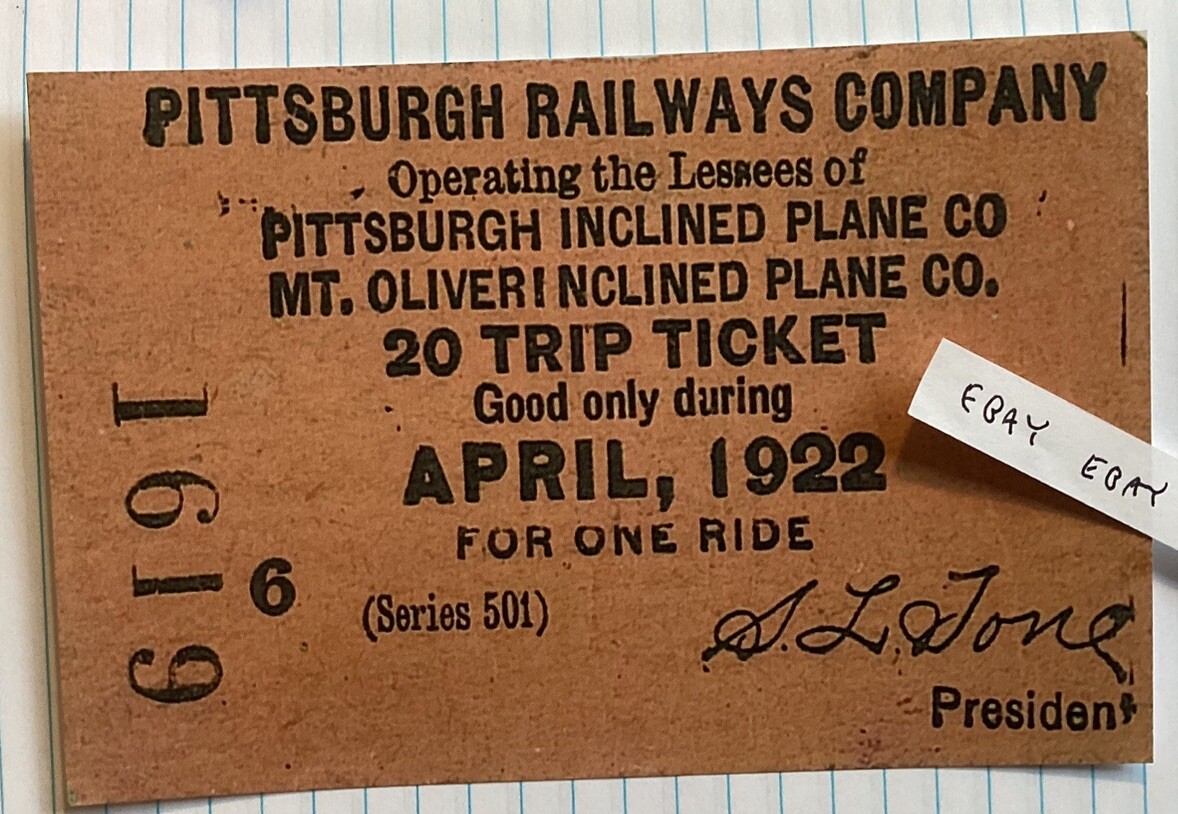 PITTSBURGH RAILWAYS COMPANY
Operating the Lessees of
PITTSBURGH INCLINED PLANE CO
MT. OLIVER INCLINED PLANE CO.
20 TRIP TICKET
Good only during
APRIL, 1922
FOR ONE RIDE
1619
6
(Series 501)
S. L. Tone
President
EBAY EBAY